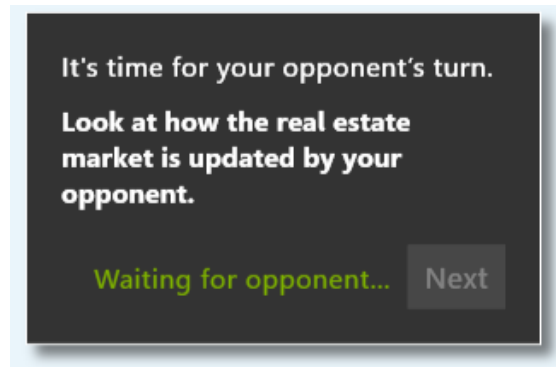 It's time for your opponent‘s turn.
Look at how the real estate
market is updated by your
opponent.
Waiting for opponent...
Next